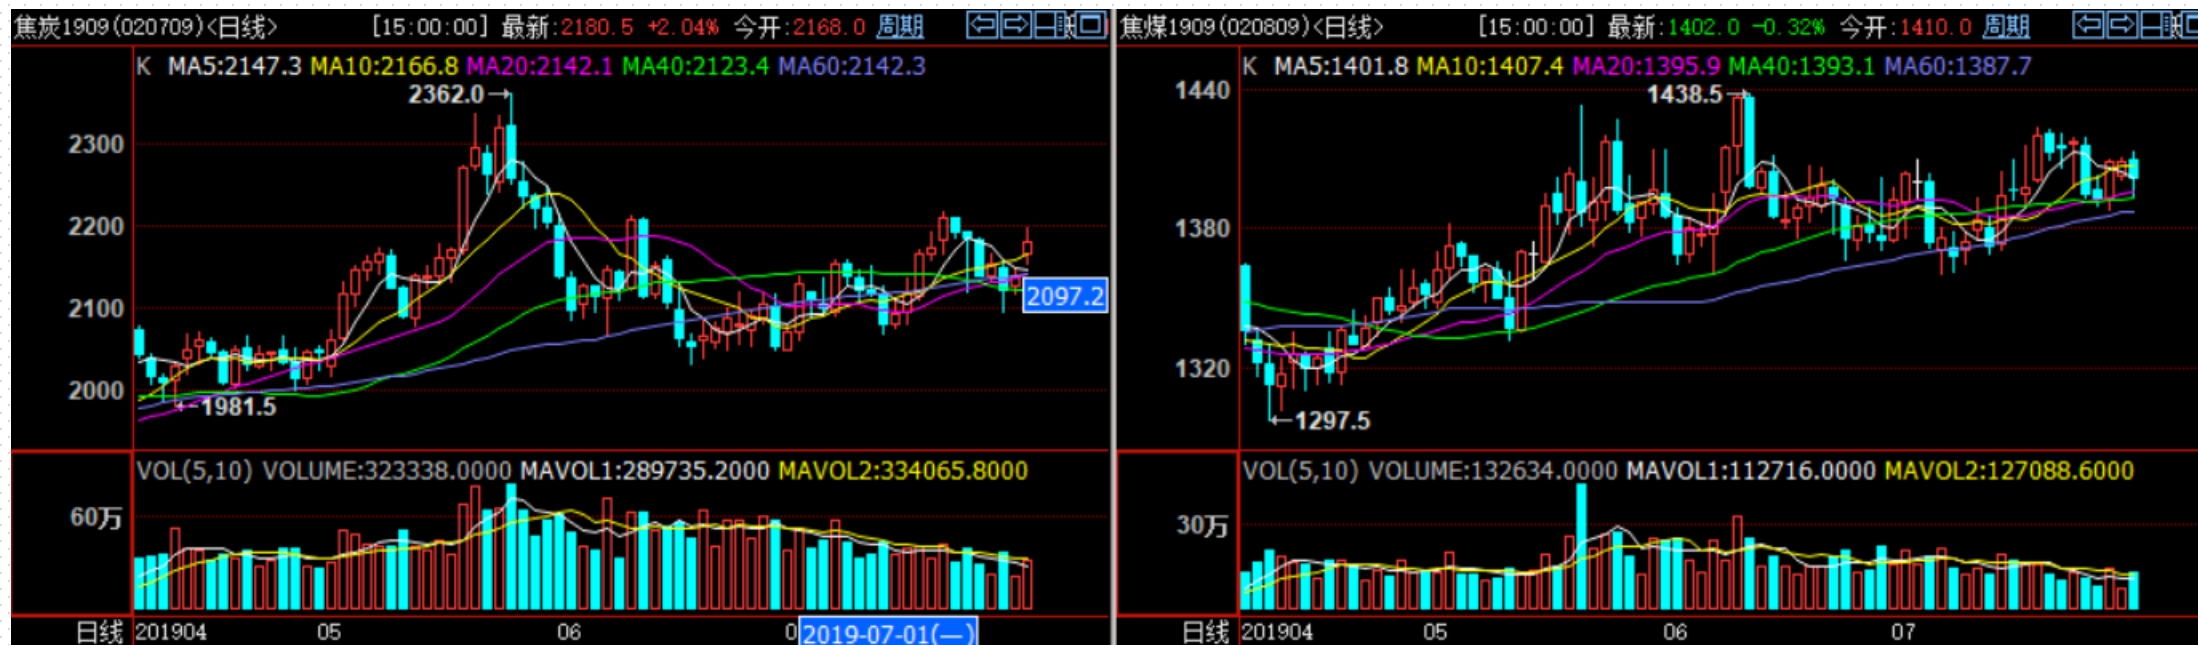 焦炭1909(020709)<日线> [15:00:00] 最新:2180.5 +2.04% 今开:2168.0 周期
K MA5:2147.3 MA10:2166.8 MA20:2142.1 MA40:2123.4 MA60:2142.3
2362.0
2300
2200
2100
2097.2
2000
1981.5
VOL(5,10) VOLUME:323338.0000 MAVOL1:289735.2000 MAVOL2:334065.8000
60万
日线 201904 05 06 0 2019-07-01(一)
焦煤1909(020809)<日线> [15:00:00] 最新:1402.0 -0.32% 今开:1410.0 周期
K MA5:1401.8 MA10:1407.4 MA20:1395.9 MA40:1393.1 MA60:1387.7
1440
1438.5
1380
1320
1297.5
VOL(5,10) VOLUME:132634.0000 MAVOL1:112716.0000 MAVOL2:127088.6000
30万
日线 201904 05 06 07